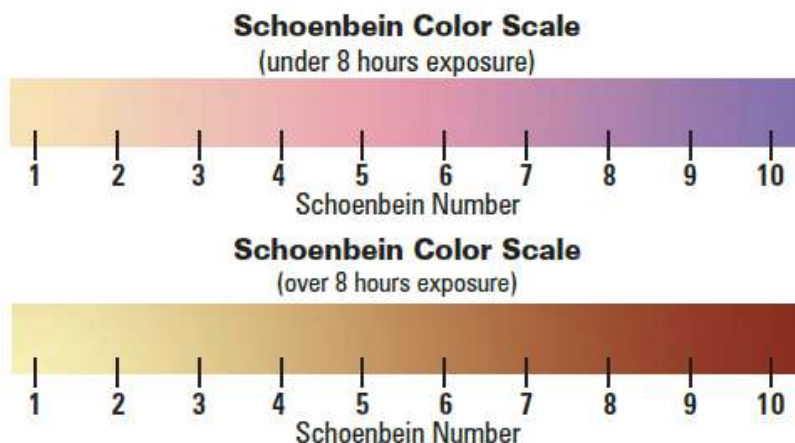 Schoenbein Color Scale
(under 8 hours exposure)
1 2 3 4 5 6 7 8 9 10
Schoenbein Number
Schoenbein Color Scale
(over 8 hours exposure)
1 2 3 4 5 6 7 8 9 10
Schoenbein Number